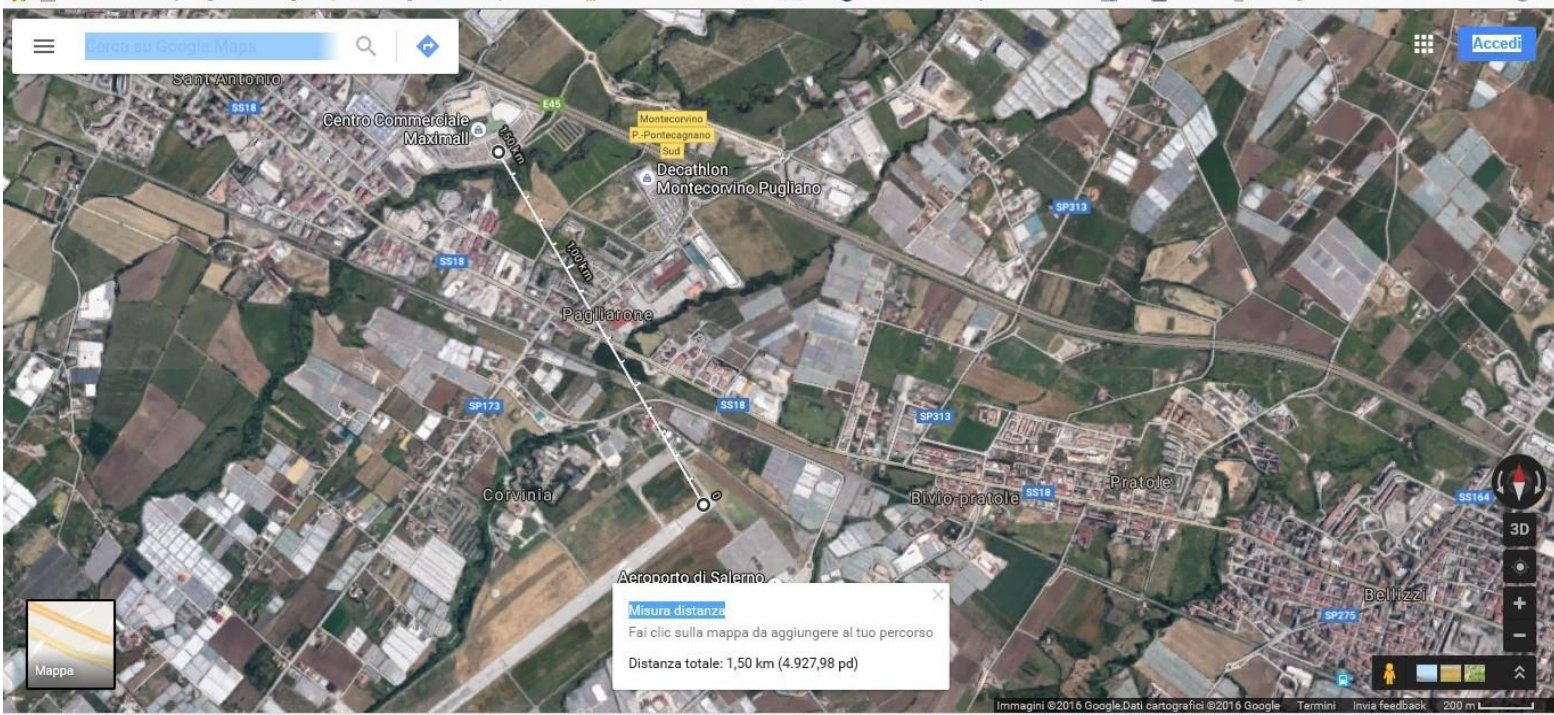 Cerca su Google Maps
Accedi
Sant'Antonio
SS18
E45
Centro Commerciale
Maximall
1,50 km
Montecorvino
P.-Pontecagnano
Sud
Decathlon
Montecorvino Pugliano
SP313
SS18
1,00 km
Pagliarone
SP173
SS18
SP313
Corvinia
0
Bivio-pratole
SS18
Pratole
SS164
3D
Aeroporto di Salerno
Bellizzi
SP275
Misura distanza
Fai clic sulla mappa da aggiungere al tuo percorso
Distanza totale: 1,50 km (4.927,98 pd)
Mappa
Immagini ©2016 Google,Dati cartografici ©2016 Google Termini Invia feedback 200 m